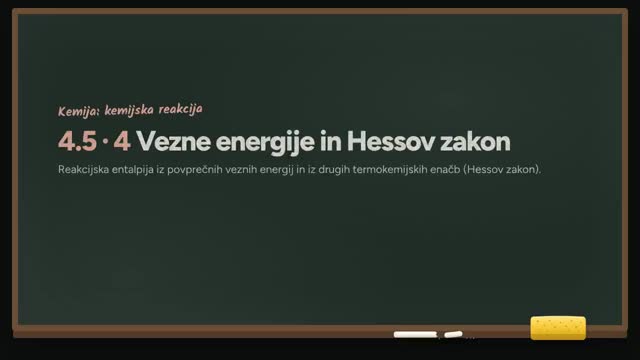 Kemija: kemijska reakcija
4.5 · 4 Vezne energije in Hessov zakon
Reakcijska entalpija iz povprečnih veznih energij in iz drugih termokemijskih enačb (Hessov zakon).